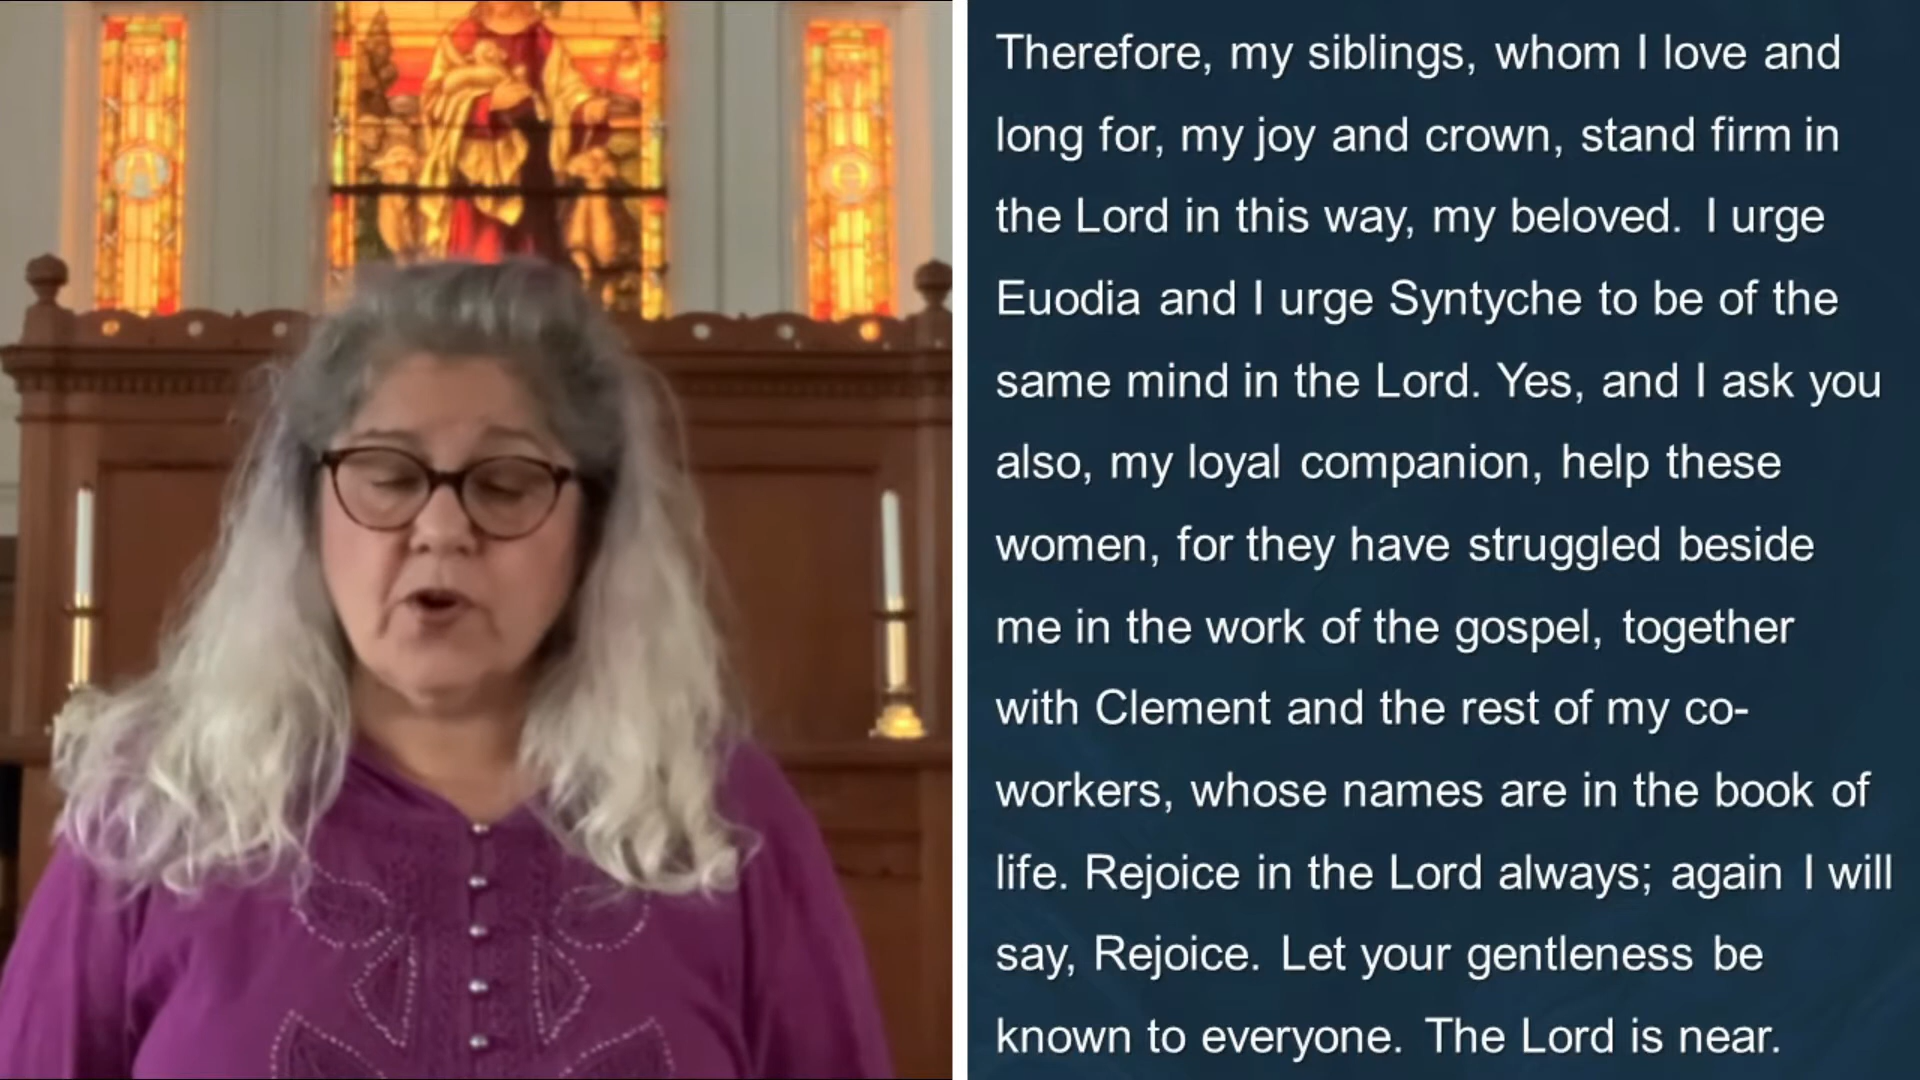 Therefore, my siblings, whom I love and
long for, my joy and crown, stand firm in
the Lord in this way, my beloved. I urge
Euodia and I urge Syntyche to be of the
same mind in the Lord. Yes, and I ask you
also, my loyal companion, help these
women, for they have struggled beside
me in the work of the gospel, together
with Clement and the rest of my co-
workers, whose names are in the book of
life. Rejoice in the Lord always; again I will
say, Rejoice. Let your gentleness be
known to everyone. The Lord is near.